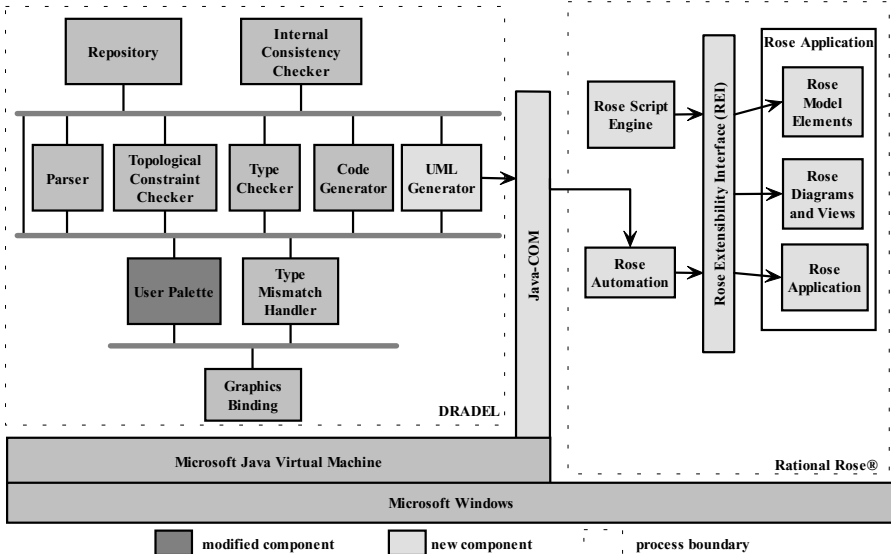 Repository
Internal
Consistency
Checker
Parser
Topological
Constraint
Checker
Type
Checker
Code
Generator
UML
Generator
User Palette
Type
Mismatch
Handler
Graphics
Binding
DRADEL
Java-COM
Rose Script
Engine
Rose
Automation
Rose Extensibility Interface (REI)
Rose Application
Rose
Model
Elements
Rose
Diagrams
and Views
Rose
Application
Rational Rose®
Microsoft Java Virtual Machine
Microsoft Windows
modified component
new component
process boundary